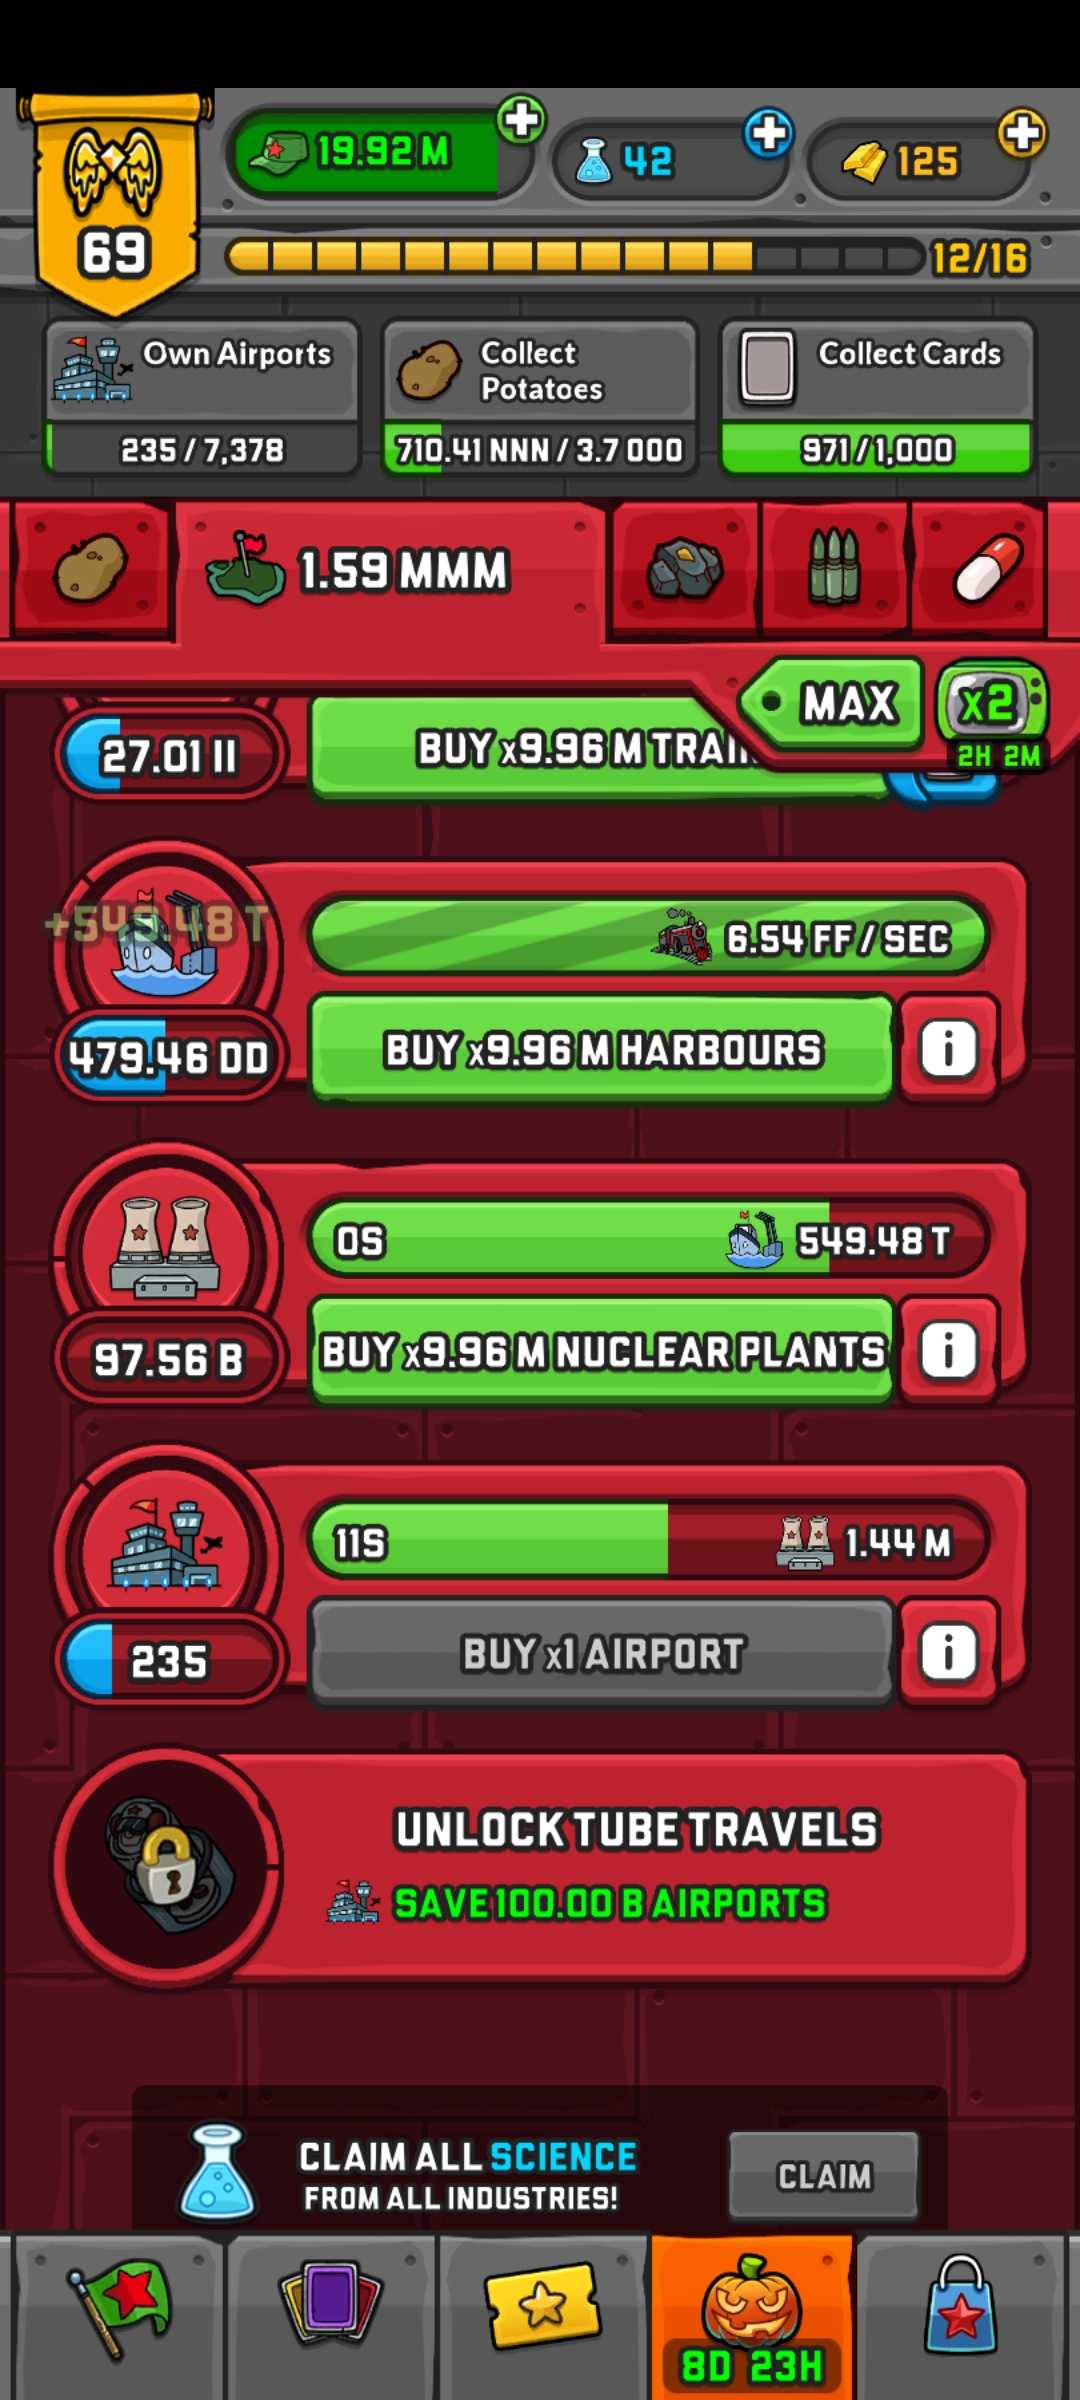 69
19.92 M
42
125
12/16
Own Airports
235 / 7,378
Collect
Potatoes
710.41 NNN / 3.7 OOO
Collect Cards
971 / 1,000
1.59 MMM
MAX
x2
2H 2M
27.01 II
BUY x9.96 M
+549.48 T
6.54 FF / SEC
479.46 DD
BUY x9.96 M HARBOURS
i
0S
549.48 T
97.56 B
BUY x9.96 M NUCLEAR PLANTS
i
11S
1.44 M
235
BUY x1 AIRPORT
i
UNLOCK TUBE TRAVELS
SAVE 100.00 B AIRPORTS
CLAIM ALL SCIENCE
FROM ALL INDUSTRIES!
CLAIM
8D 23H